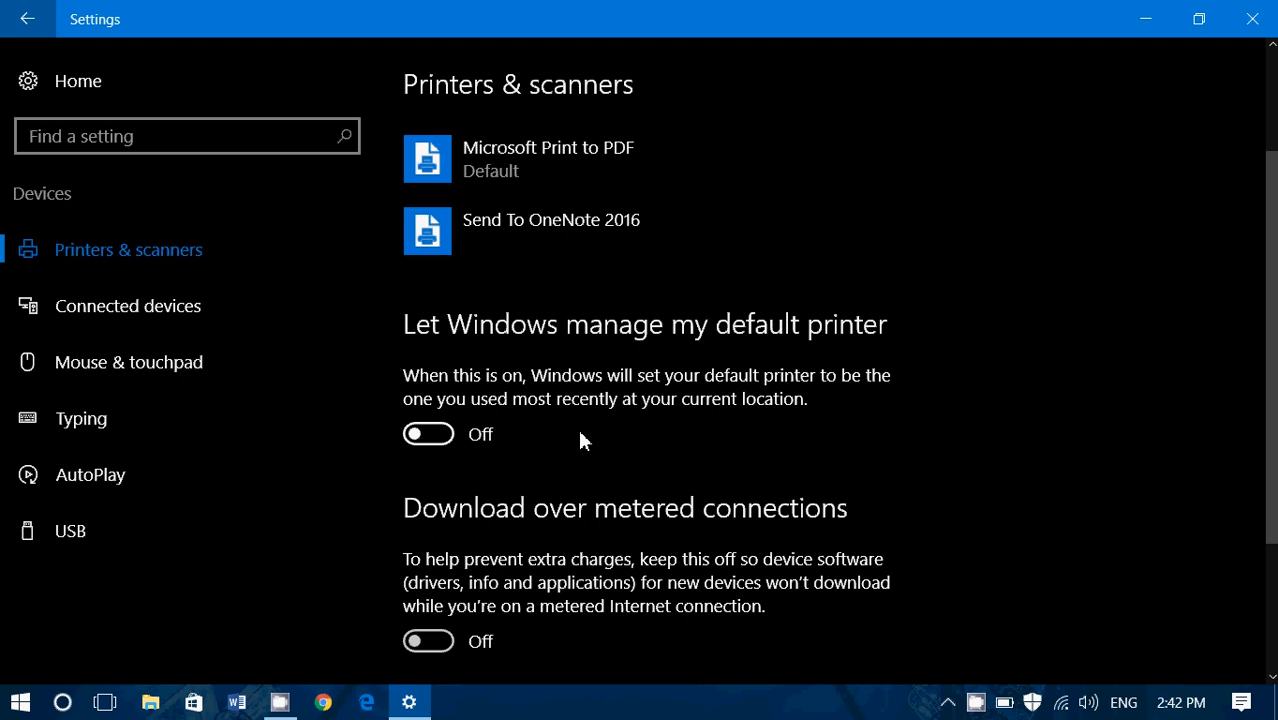 Settings
Home
Find a setting
Devices
Printers & scanners
Connected devices
Mouse & touchpad
Typing
AutoPlay
USB
Printers & scanners
Microsoft Print to PDF
Default
Send To OneNote 2016
Let Windows manage my default printer
When this is on, Windows will set your default printer to be the
one you used most recently at your current location.
Off
Download over metered connections
To help prevent extra charges, keep this off so device software
(drivers, info and applications) for new devices won't download
while you're on a metered Internet connection.
Off
ENG
2:42 PM